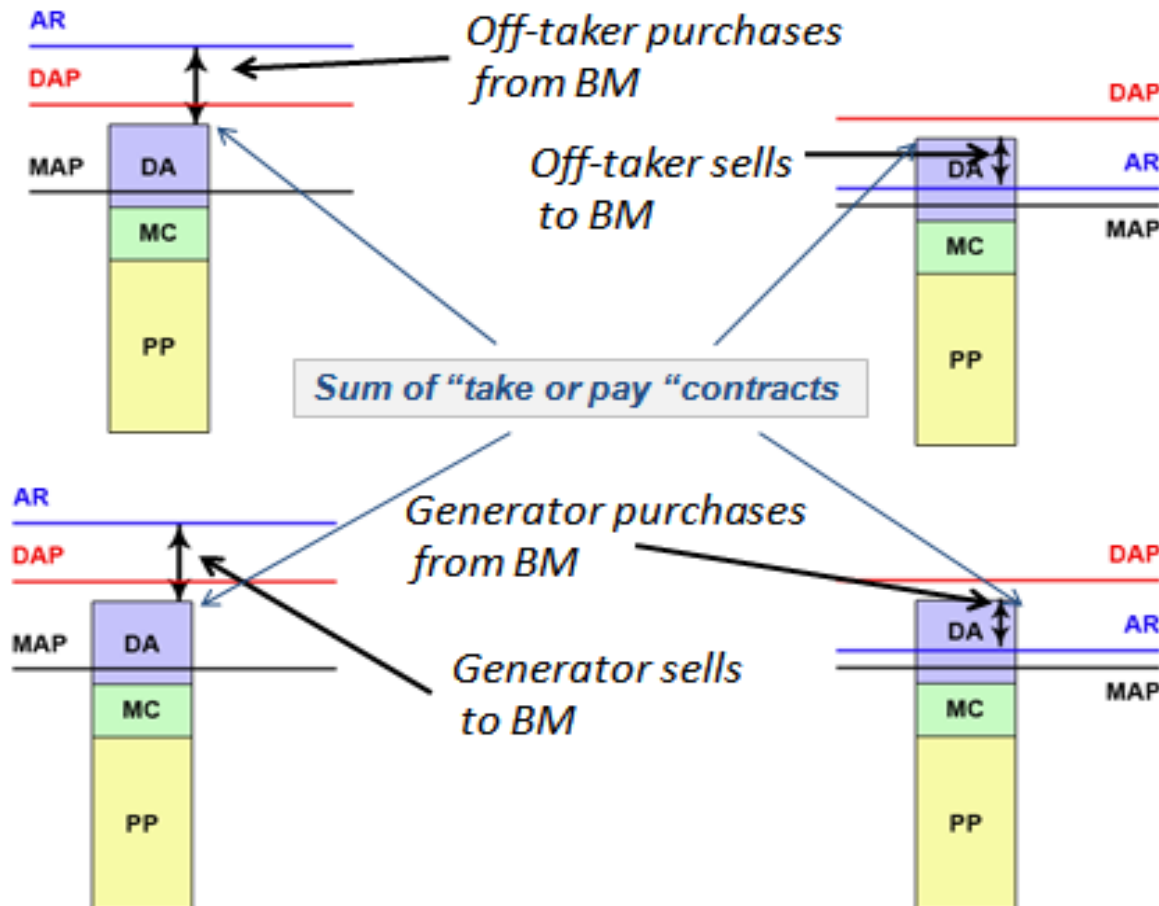 AR
Off-taker purchases
from BM
DAP
MAP
DA
MC
PP
DAP
Off-taker sells
to BM
DA
AR
MAP
MC
PP
Sum of “take or pay “contracts
AR
DAP
MAP
DA
MC
PP
Generator purchases
from BM
Generator sells
to BM
DAP
DA
AR
MAP
MC
PP